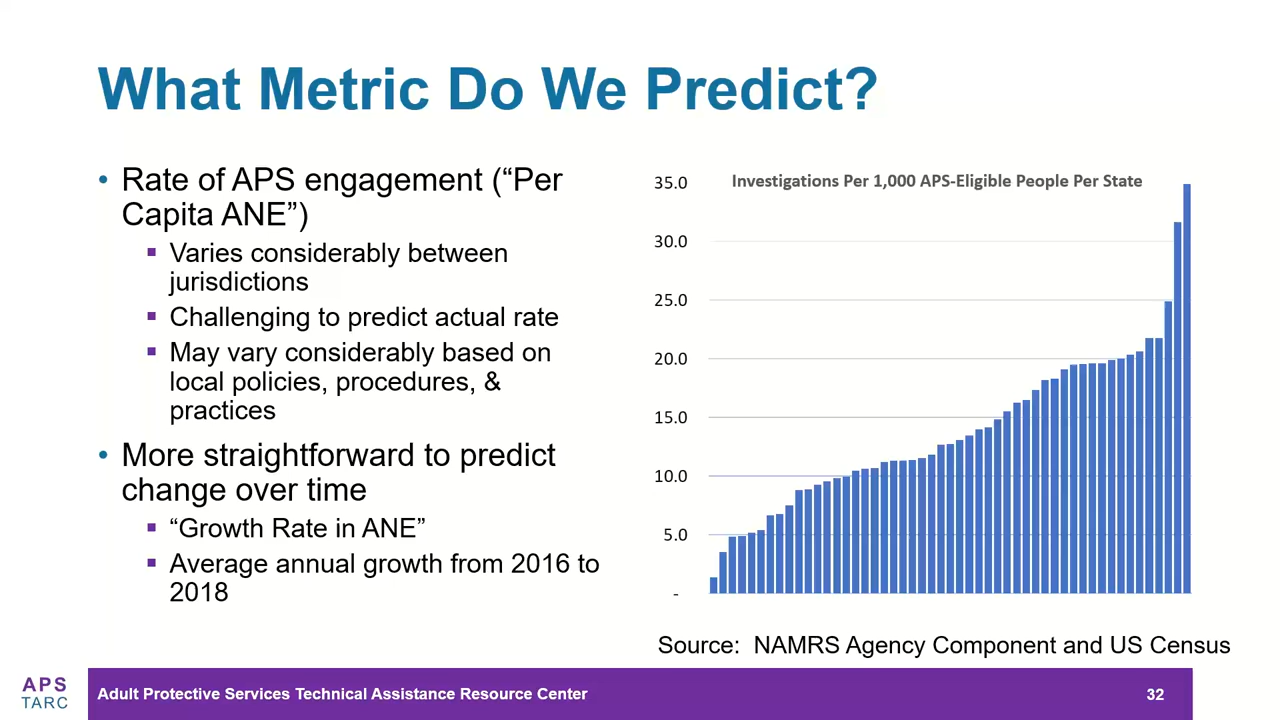 What Metric Do We Predict?
• Rate of APS engagement (“Per
Capita ANE”)
▪ Varies considerably between
jurisdictions
▪ Challenging to predict actual rate
▪ May vary considerably based on
local policies, procedures, &
practices
• More straightforward to predict
change over time
▪ “Growth Rate in ANE”
▪ Average annual growth from 2016 to
2018
Investigations Per 1,000 APS-Eligible People Per State
35.0
30.0
25.0
20.0
15.0
10.0
5.0
-
Source: NAMRS Agency Component and US Census
APS
TARC
Adult Protective Services Technical Assistance Resource Center
32